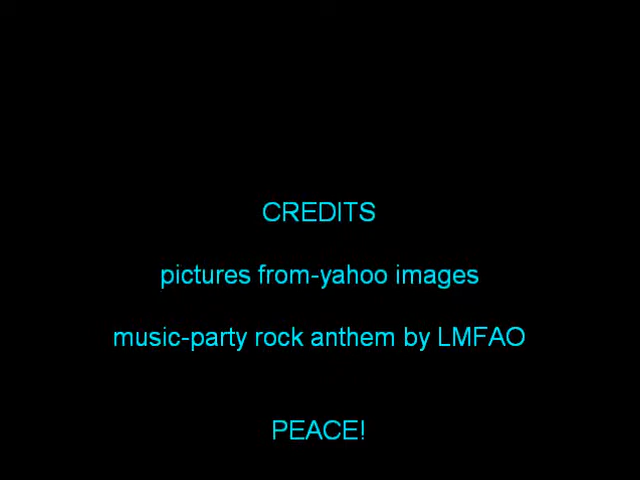 CREDITS
pictures from-yahoo images
music-party rock anthem by LMFAO
PEACE!